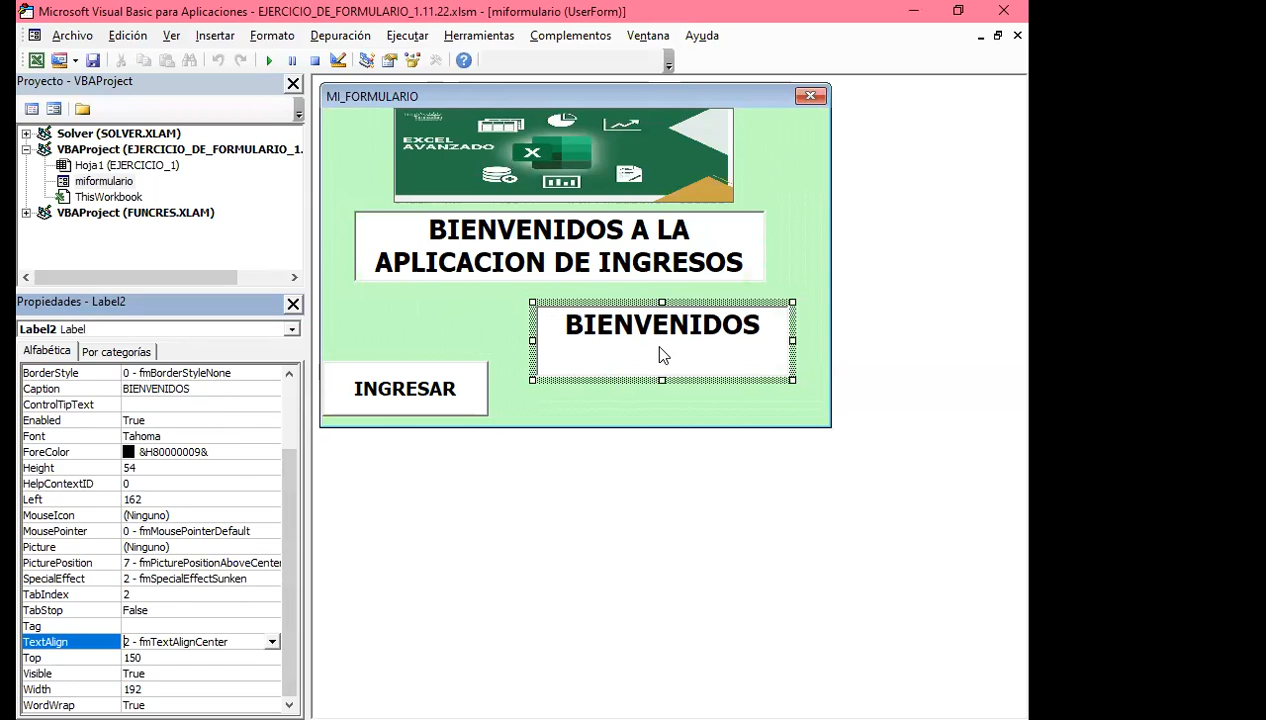 Microsoft Visual Basic para Aplicaciones - EJERCICIO_DE_FORMULARIO_1.11.22.xlsm - [miformulario (UserForm)]
Archivo Edición Ver Insertar Formato Depuración Ejecutar Herramientas Complementos Ventana Ayuda
Proyecto - VBAProject
Solver (SOLVER.XLAM)
VBAProject (EJERCICIO_DE_FORMULARIO_1.
Hoja1 (EJERCICIO_1)
miformulario
ThisWorkbook
VBAProject (FUNCRES.XLAM)
Propiedades - Label2
Label2 Label
Alfabética Por categorías
BorderStyle 0 - fmBorderStyleNone
Caption BIENVENIDOS
ControlTipText
Enabled True
Font Tahoma
ForeColor &H80000009&
Height 54
HelpContextID 0
Left 162
MouseIcon (Ninguno)
MousePointer 0 - fmMousePointerDefault
Picture (Ninguno)
PicturePosition 7 - fmPicturePositionAboveCenter
SpecialEffect 2 - fmSpecialEffectSunken
TabIndex 2
TabStop False
Tag
TextAlign 2 - fmTextAlignCenter
Top 150
Visible True
Width 192
WordWrap True
MI_FORMULARIO
EXCEL
AVANZADO
X
BIENVENIDOS A LA
APLICACION DE INGRESOS
BIENVENIDOS
INGRESAR